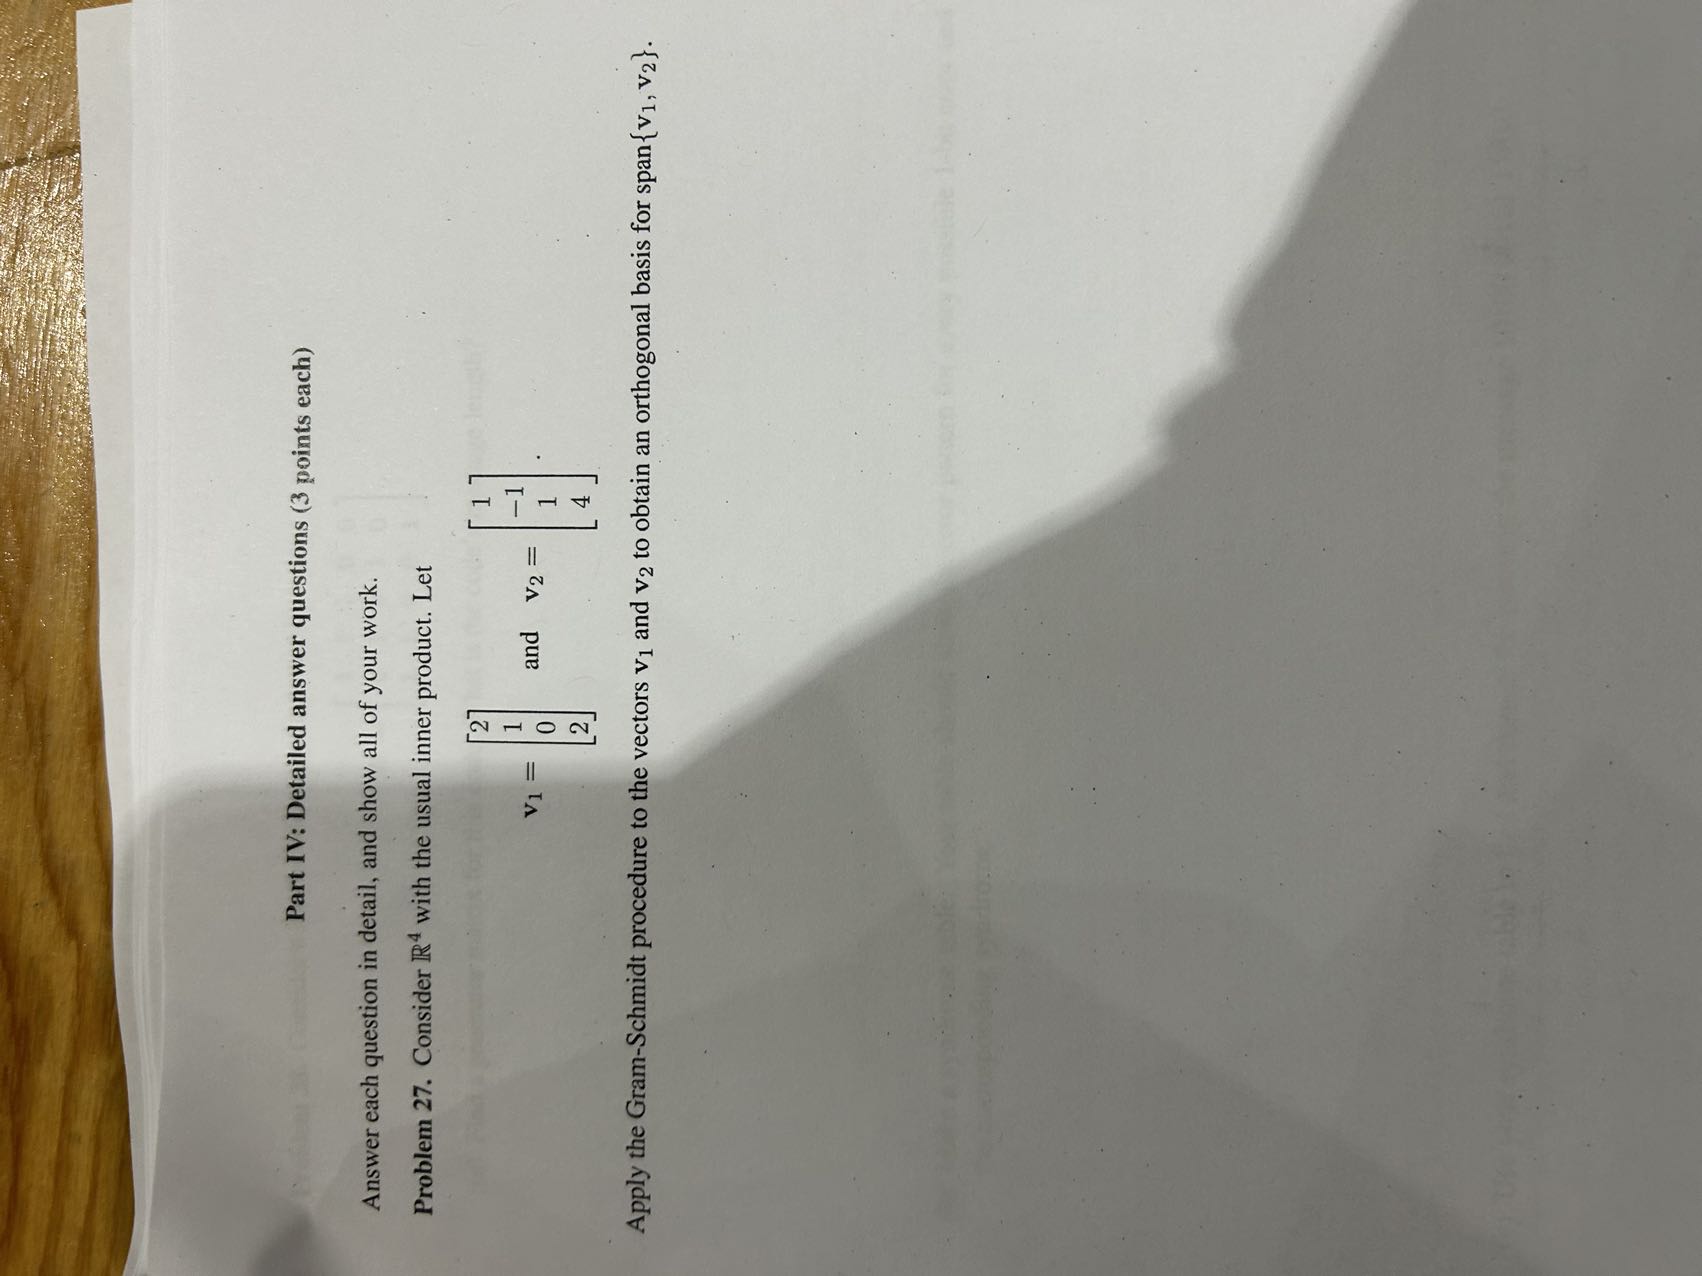 Part IV: Detailed answer questions (3 points each)
Answer each question in detail, and show all of your work.
Problem 27. Consider ℝ⁴ with the usual inner product. Let
v₁ = [2 1 0 2] and v₂ = [1 −1 1 4].
Apply the Gram-Schmidt procedure to the vectors v₁ and v₂ to obtain an orthogonal basis for span{v₁, v₂}.